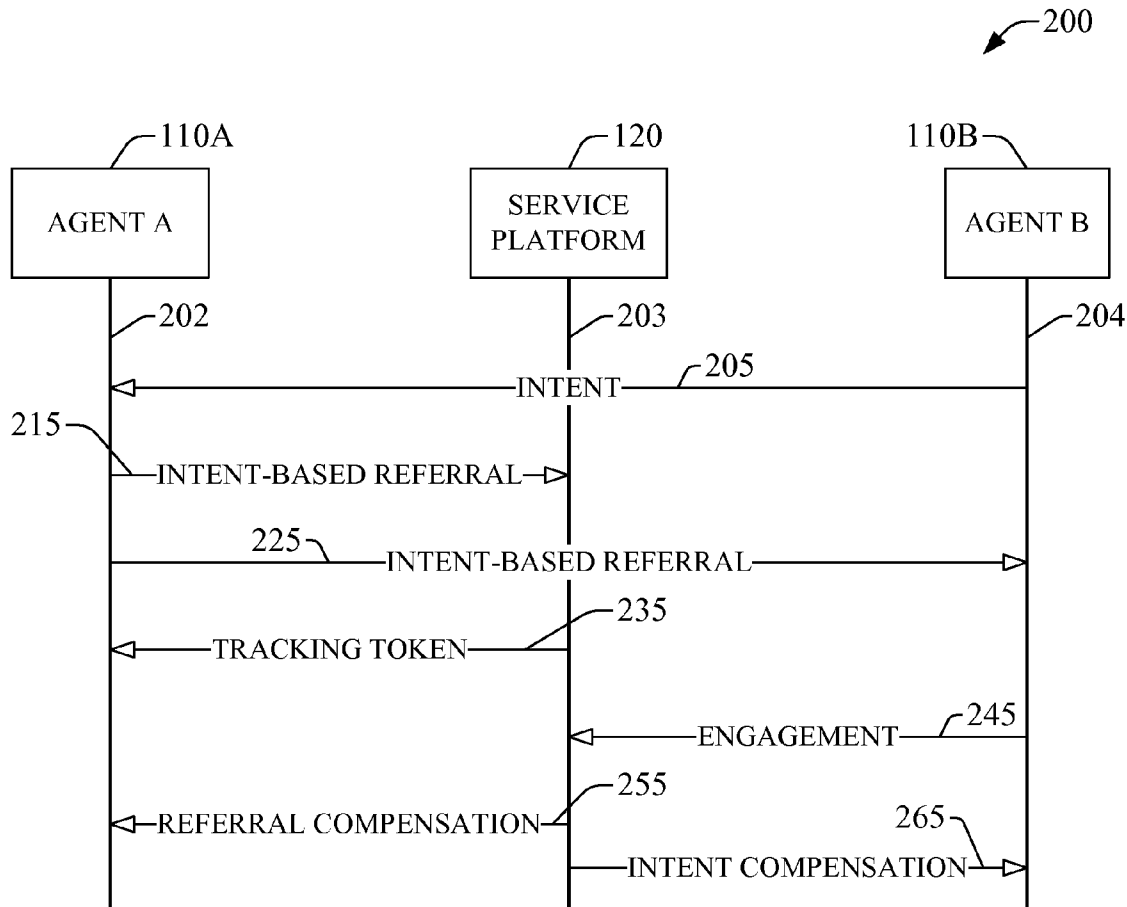 200
110A
120
110B
AGENT A
SERVICE
PLATFORM
AGENT B
202
203
204
205
INTENT
215
INTENT-BASED REFERRAL
225
INTENT-BASED REFERRAL
235
TRACKING TOKEN
245
ENGAGEMENT
255
REFERRAL COMPENSATION
265
INTENT COMPENSATION